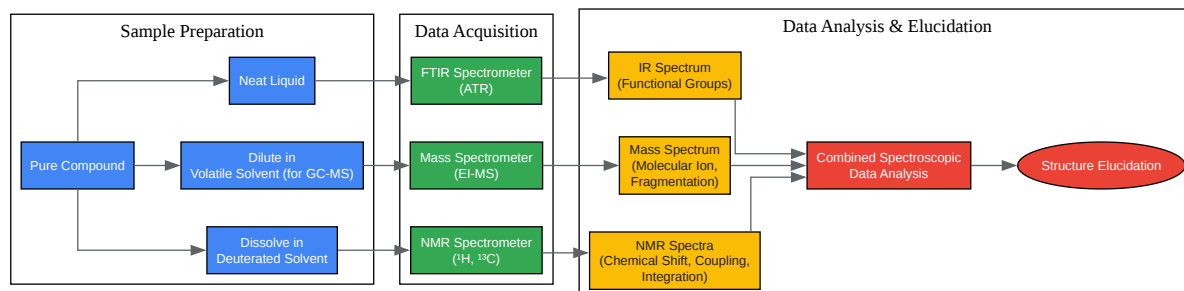 Sample Preparation
Data Acquisition
Data Analysis & Elucidation
Neat Liquid
FTIR Spectrometer
(ATR)
IR Spectrum
(Functional Groups)
Pure Compound
Dilute in
Volatile Solvent (for GC-MS)
Mass Spectrometer
(EI-MS)
Mass Spectrum
(Molecular Ion,
Fragmentation)
Combined Spectroscopic
Data Analysis
Structure Elucidation
Dissolve in
Deuterated Solvent
NMR Spectrometer
(¹H, ¹³C)
NMR Spectra
(Chemical Shift, Coupling,
Integration)